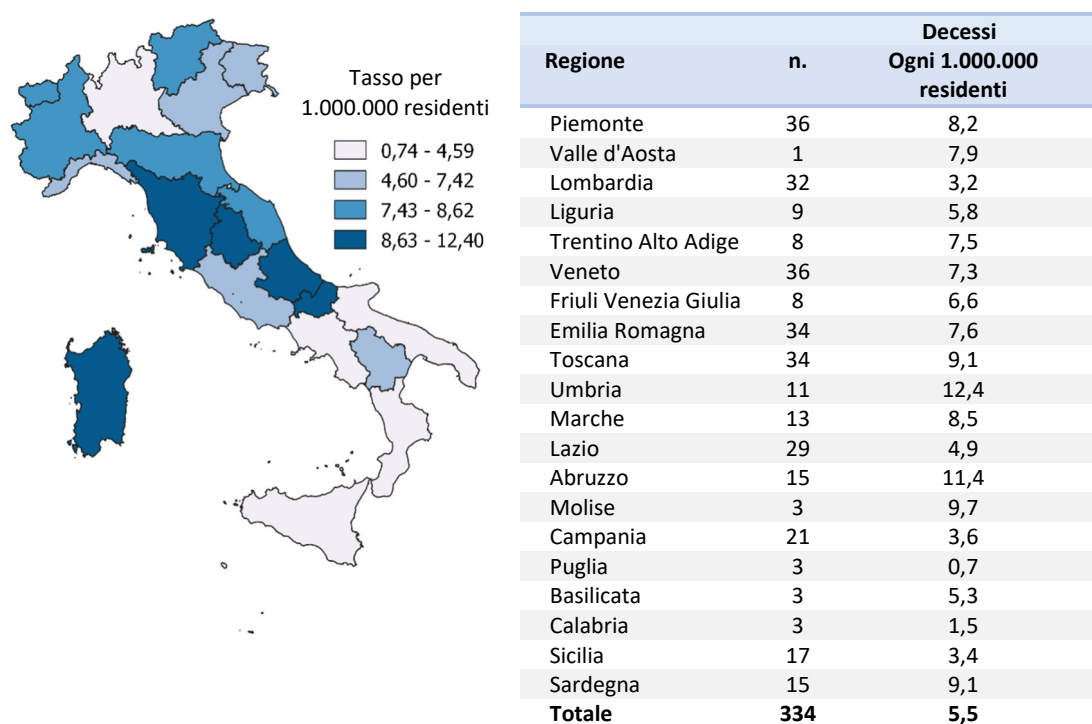 Tasso per
1.000.000 residenti
0,74 - 4,59
4,60 - 7,42
7,43 - 8,62
8,63 - 12,40
Decessi
Regione n. Ogni 1.000.000
residenti
Piemonte 36 8,2
Valle d'Aosta 1 7,9
Lombardia 32 3,2
Liguria 9 5,8
Trentino Alto Adige 8 7,5
Veneto 36 7,3
Friuli Venezia Giulia 8 6,6
Emilia Romagna 34 7,6
Toscana 34 9,1
Umbria 11 12,4
Marche 13 8,5
Lazio 29 4,9
Abruzzo 15 11,4
Molise 3 9,7
Campania 21 3,6
Puglia 3 0,7
Basilicata 3 5,3
Calabria 3 1,5
Sicilia 17 3,4
Sardegna 15 9,1
Totale 334 5,5